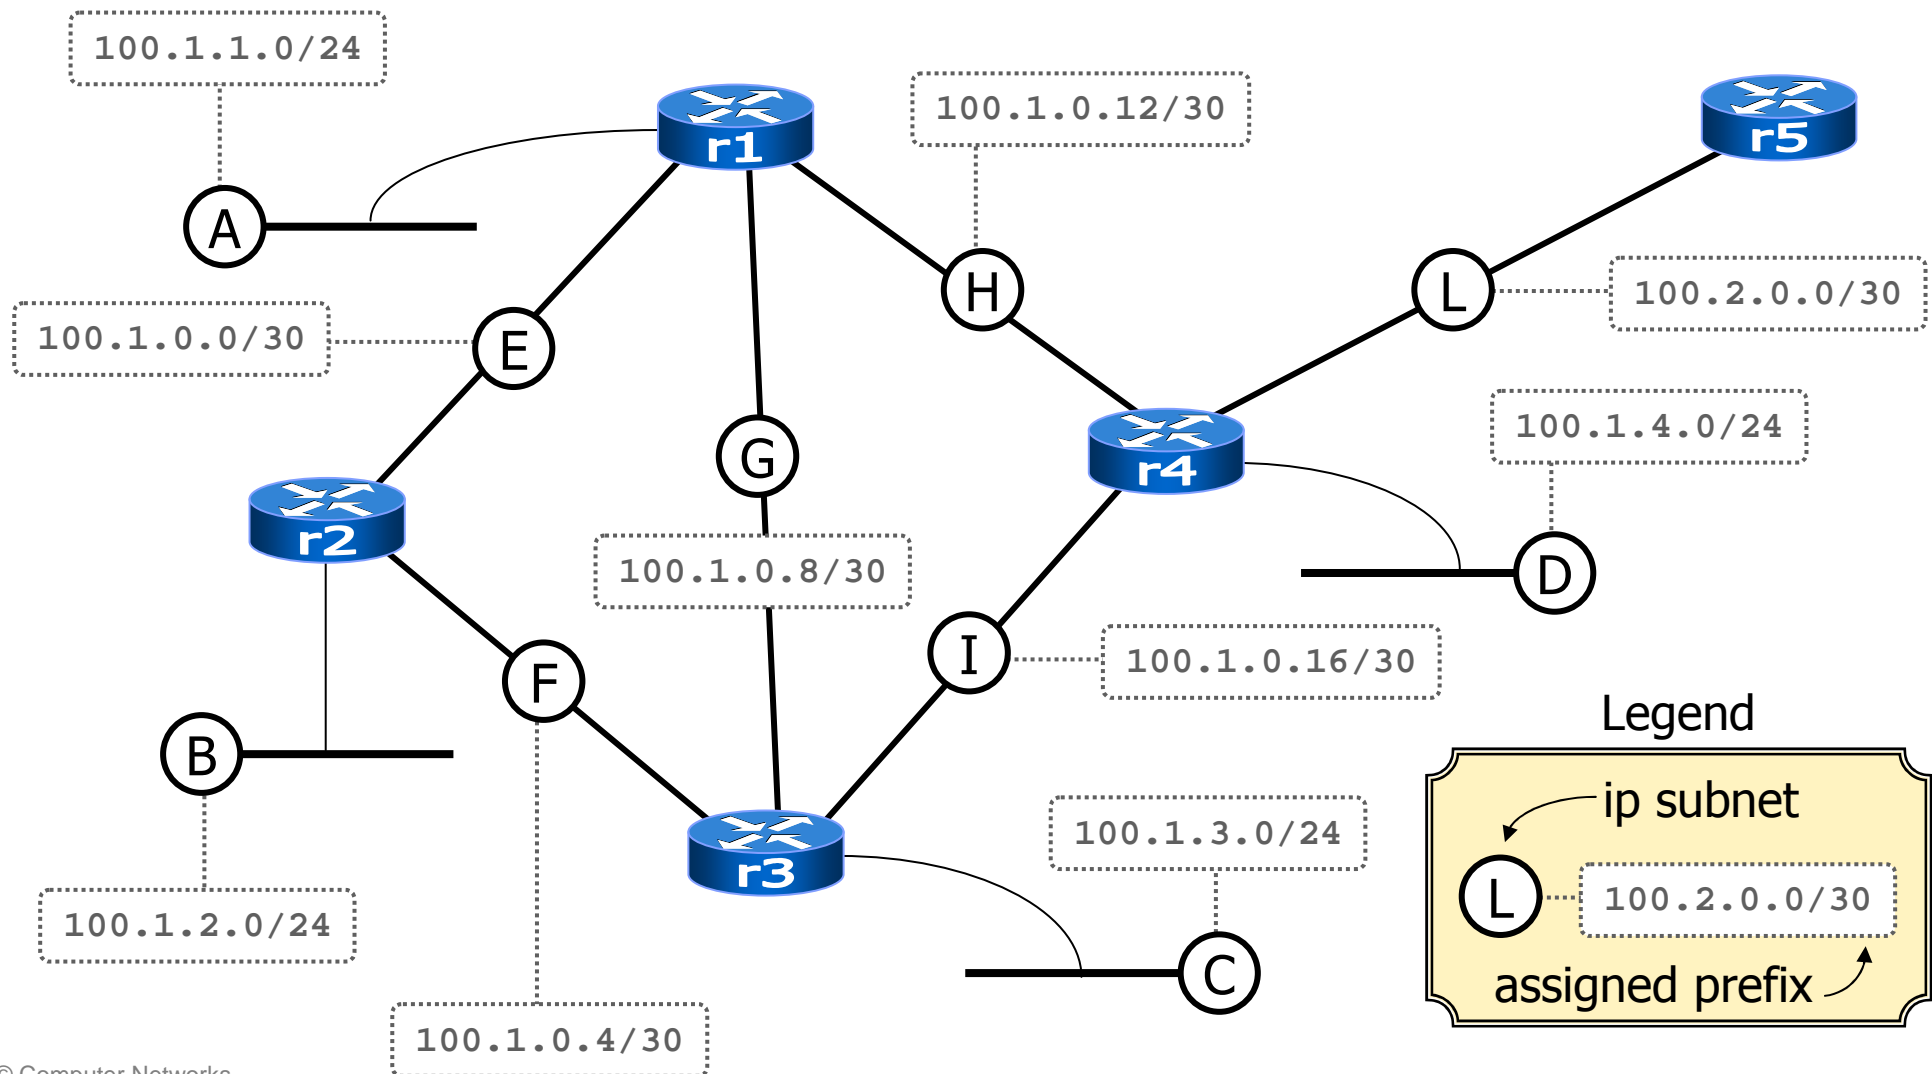 100.1.1.0/24
r1
100.1.0.12/30
r5
A
H
L
100.2.0.0/30
100.1.0.0/30
E
G
r4
100.1.4.0/24
r2
100.1.0.8/30
D
F
I
100.1.0.16/30
B
r3
100.1.3.0/24
100.1.2.0/24
C
100.1.0.4/30
Legend
ip subnet
L
100.2.0.0/30
assigned prefix
© Computer Networks